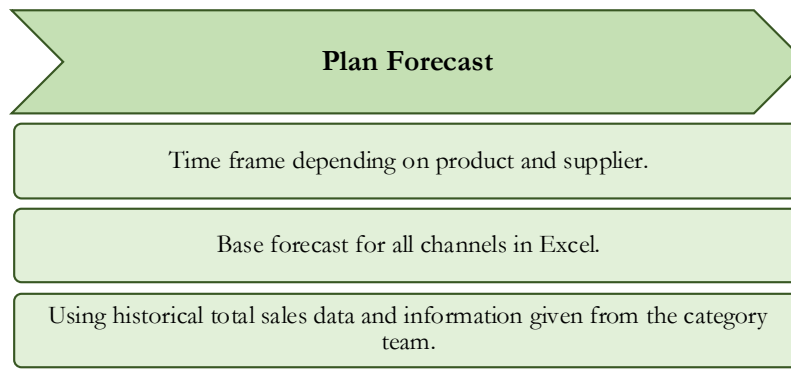 Plan Forecast
Time frame depending on product and supplier.
Base forecast for all channels in Excel.
Using historical total sales data and information given from the category
team.